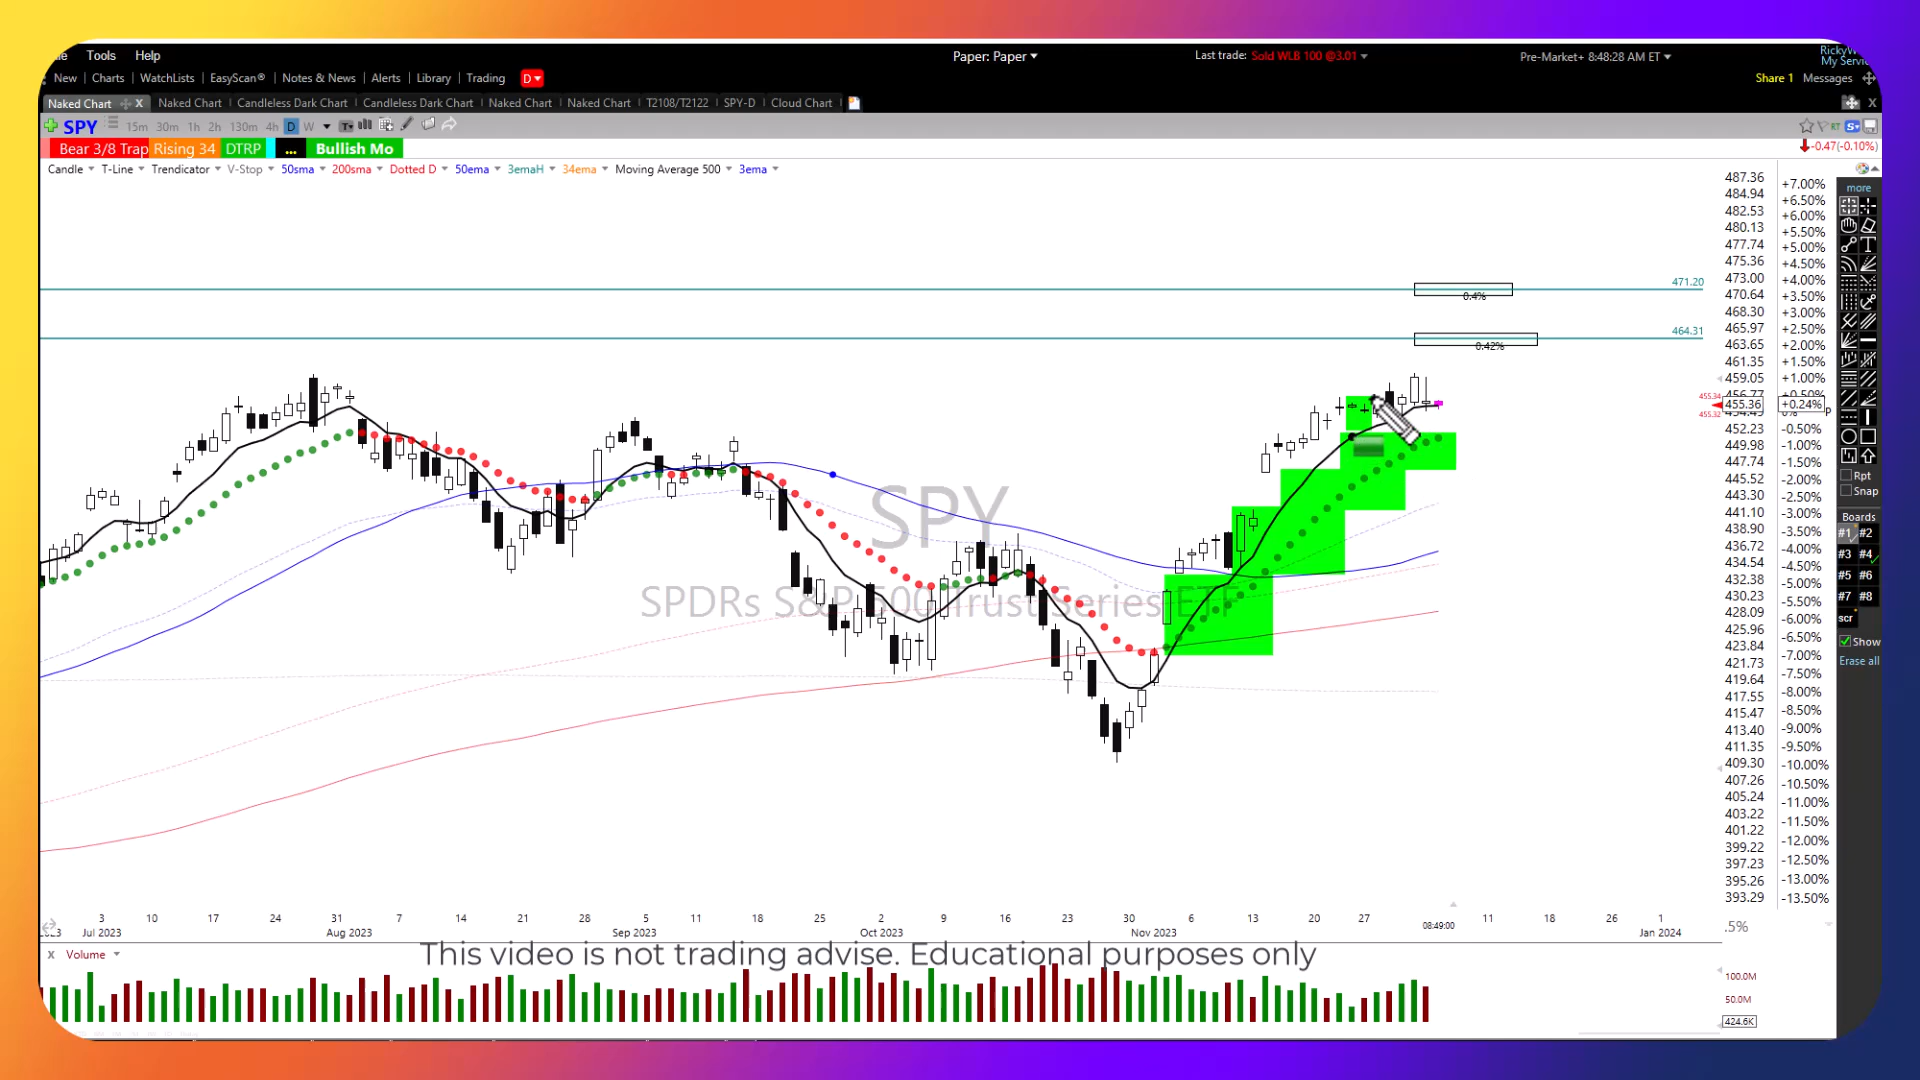 Tools Help Paper: Paper Last trade: Sold WLB 100 @3.01 Pre-Market+ 8:48:28 AM ET
New Charts WatchLists EasyScan® Notes & News Alerts Library Trading D Share 1 Messages
Naked Chart X Naked Chart Candleless Dark Chart Candleless Dark Chart Naked Chart Naked Chart T2108/T2122 SPY-D Cloud Chart X
SPY 15m 30m 1h 2h 130m 4h D W
Bear 3/8 Trap Rising 34 DTRP ... Bullish Mo -0.47(-0.10%)
Candle T-Line Trendicator V-Stop 50sma 200sma Dotted D 50ema 3emaH 34ema Moving Average 500 3ema
487.36 +7.00%
484.94 +6.50%
482.53 +6.00%
480.13 +5.50%
477.74 +5.00%
475.36 +4.50%
473.00 +4.00%
470.64 +3.50%
468.30 +3.00%
465.97 +2.50%
463.65 +2.00%
461.35 +1.50%
459.05 +1.00%
455.36 +0.24%
452.23 -0.50%
449.98 -1.00%
447.74 -1.50%
445.52 -2.00%
443.30 -2.50%
441.10 -3.00%
438.90 -3.50%
436.72 -4.00%
434.54 -4.50%
432.38 -5.00%
430.23 -5.50%
428.09 -6.00%
425.96 -6.50%
423.84 -7.00%
421.73 -7.50%
419.64 -8.00%
417.55 -8.50%
415.47 -9.00%
413.40 -9.50%
411.35 -10.00%
409.30 -10.50%
407.26 -11.00%
405.24 -11.50%
403.22 -12.00%
401.22 -12.50%
399.22 -13.00%
397.23 -13.50%
395.26
393.29
471.20
0.4%
464.31
0.42%
455.34
455.32
SPY
SPDRs S&P 500 Trust Series ETF
more
Rpt
Snap
Boards
#1 #2
#3 #4
#5 #6
#7 #8
scr
Show
Erase all
3 10 17 24 31 7 14 21 28 5 11 18 25 2 9 16 23 30 6 13 20 27 11 18 26 1
Jul 2023 Aug 2023 Sep 2023 Oct 2023 Nov 2023 08:49:00 Jan 2024
.5%
X Volume
This video is not trading advise. Educational purposes only
100.0M
50.0M
424.6K